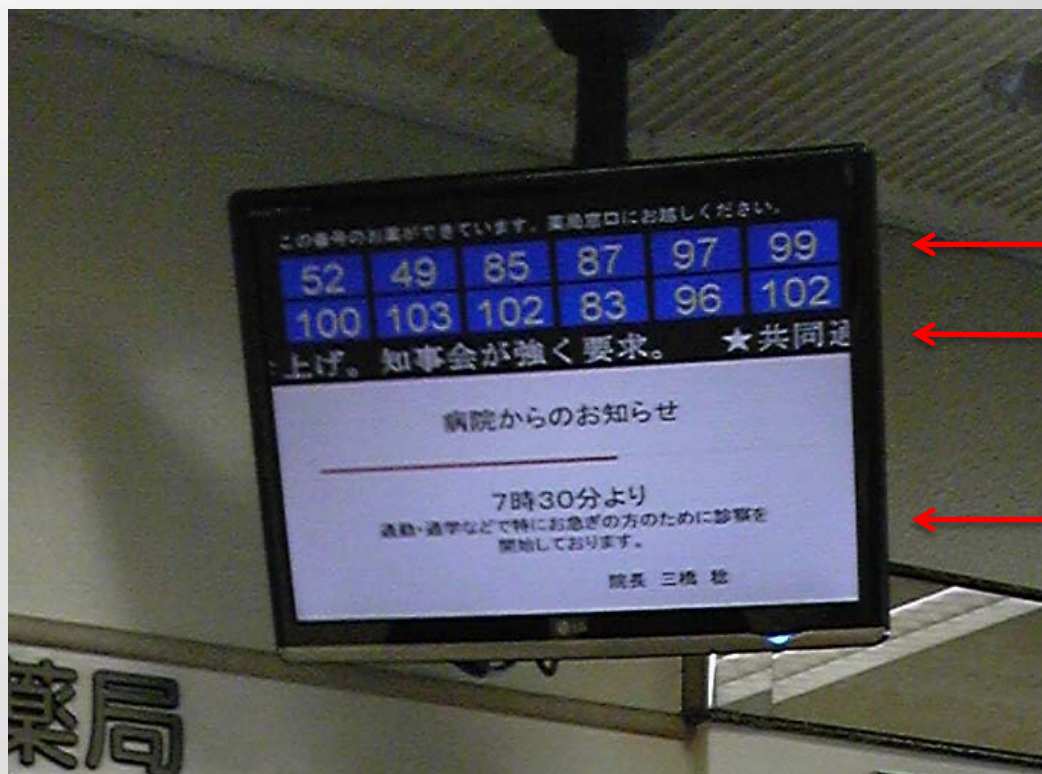 この番号のお薬ができています。薬局窓口にお越しください。
52 49 85 87 97 99
100 103 102 83 96 102
上げ。知事会が強く要求。 ★共同通
病院からのお知らせ
7時30分より
通勤・通学などで特にお急ぎの方のために診察を
開始しております。
院長 三橋 稔
LG
薬局